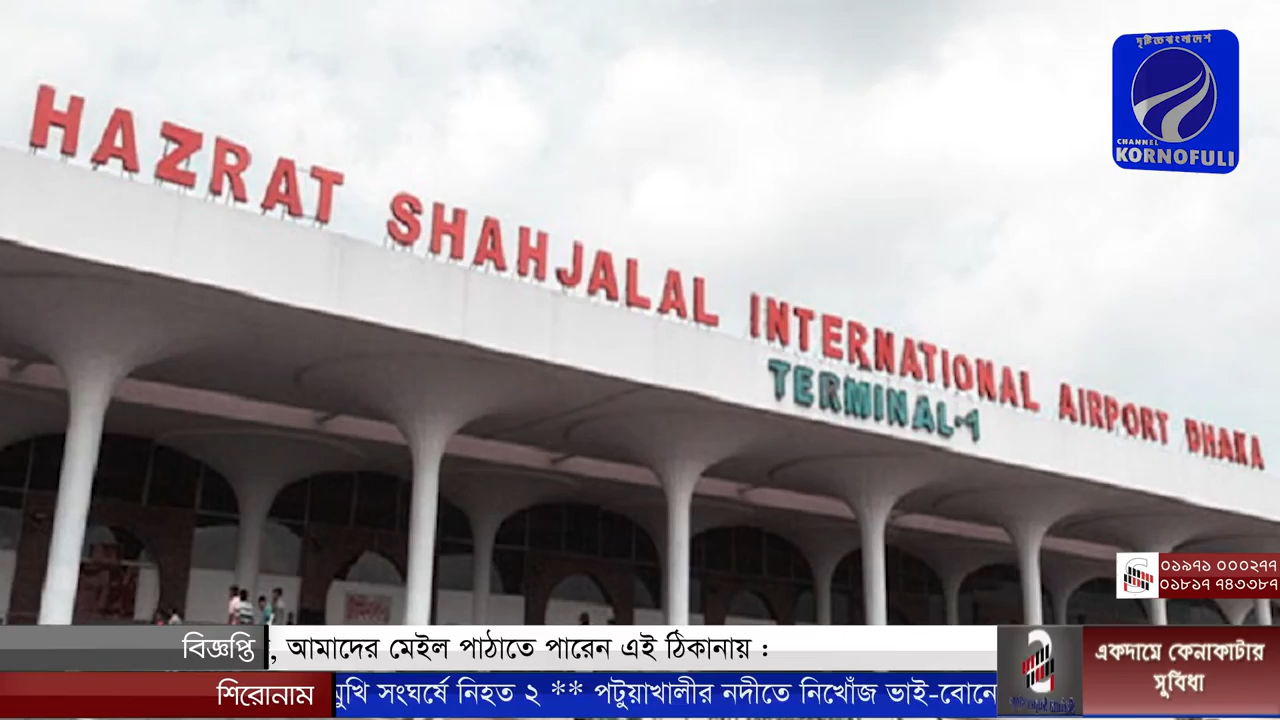 দৃষ্টিতে বাংলাদেশ
CHANNEL
KORNOFULI
HAZRAT SHAHJALAL INTERNATIONAL AIRPORT DHAKA
TERMINAL-1
০১৯৭১ ০০০২৭৭
০১৮১৭ ৭৪৩৩৮৭
বিজ্ঞপ্তি
, আমাদের মেইল পাঠাতে পারেন এই ঠিকানায় :
একদামে কেনাকাটার
সুবিধা
শিরোনাম
মুখি সংঘর্ষে নিহত ২ ** পটুয়াখালীর নদীতে নিখোঁজ ভাই-বোনে